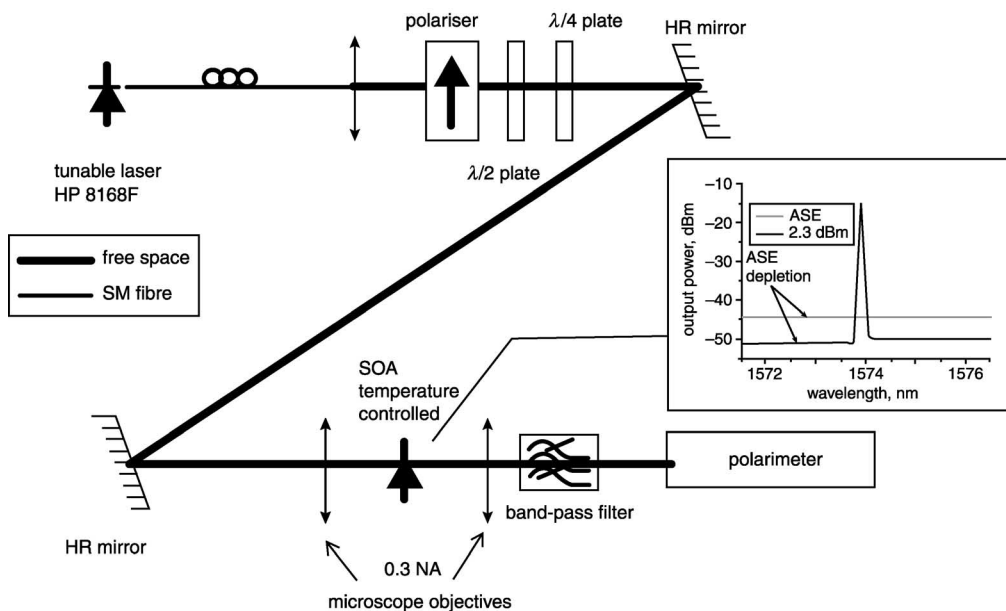 polariser
λ/4 plate
HR mirror
tunable laser
HP 8168F
λ/2 plate
free space
SM fibre
–10
–20
–30
–40
–50
output power, dBm
ASE
2.3 dBm
ASE
depletion
1572
1574
1576
wavelength, nm
SOA
temperature
controlled
polarimeter
band-pass filter
HR mirror
0.3 NA
microscope objectives